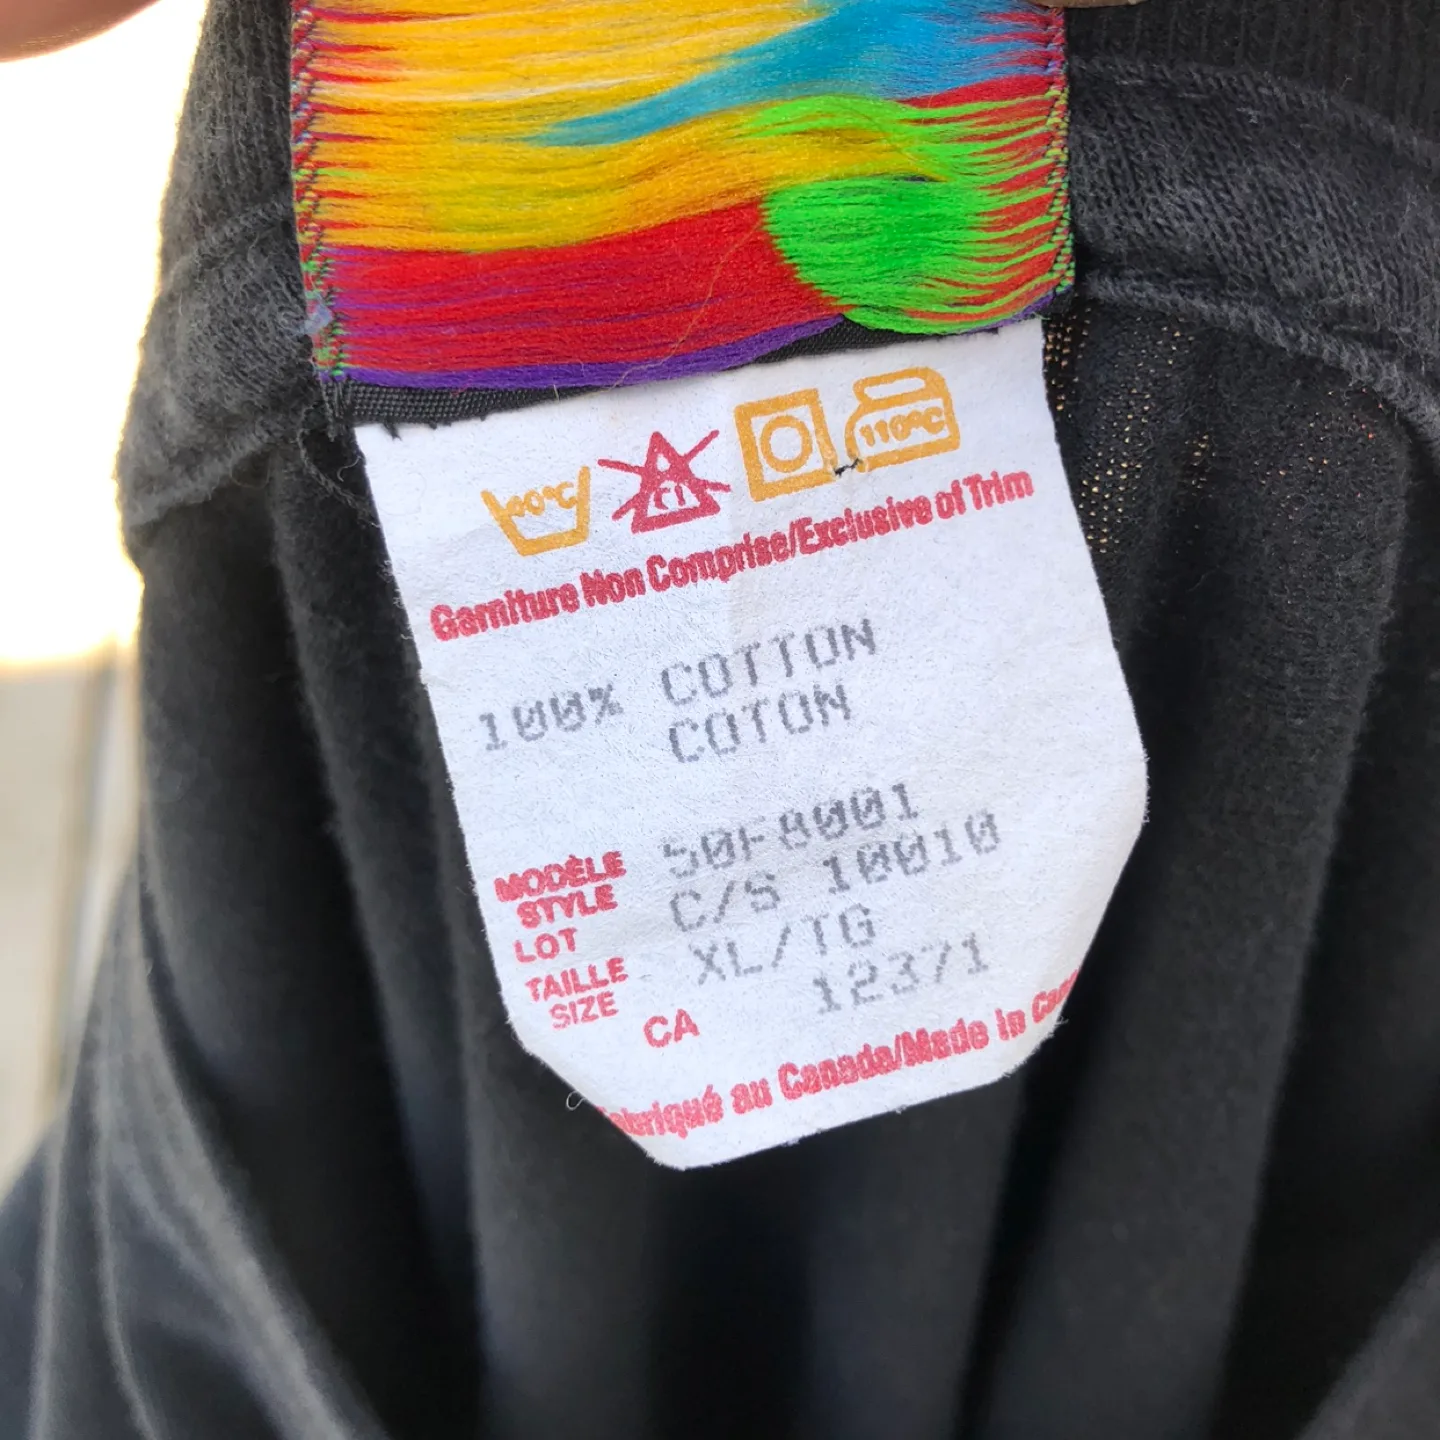 40°C Cl 110°C
Garniture Non Comprise/Exclusive of Trim
100% COTTON
COTON
MODÈLE STYLE 50F8001
LOT C/S 10010
TAILLE SIZE XL/TG
CA 12371
Fabriqué au Canada/Made in Canada